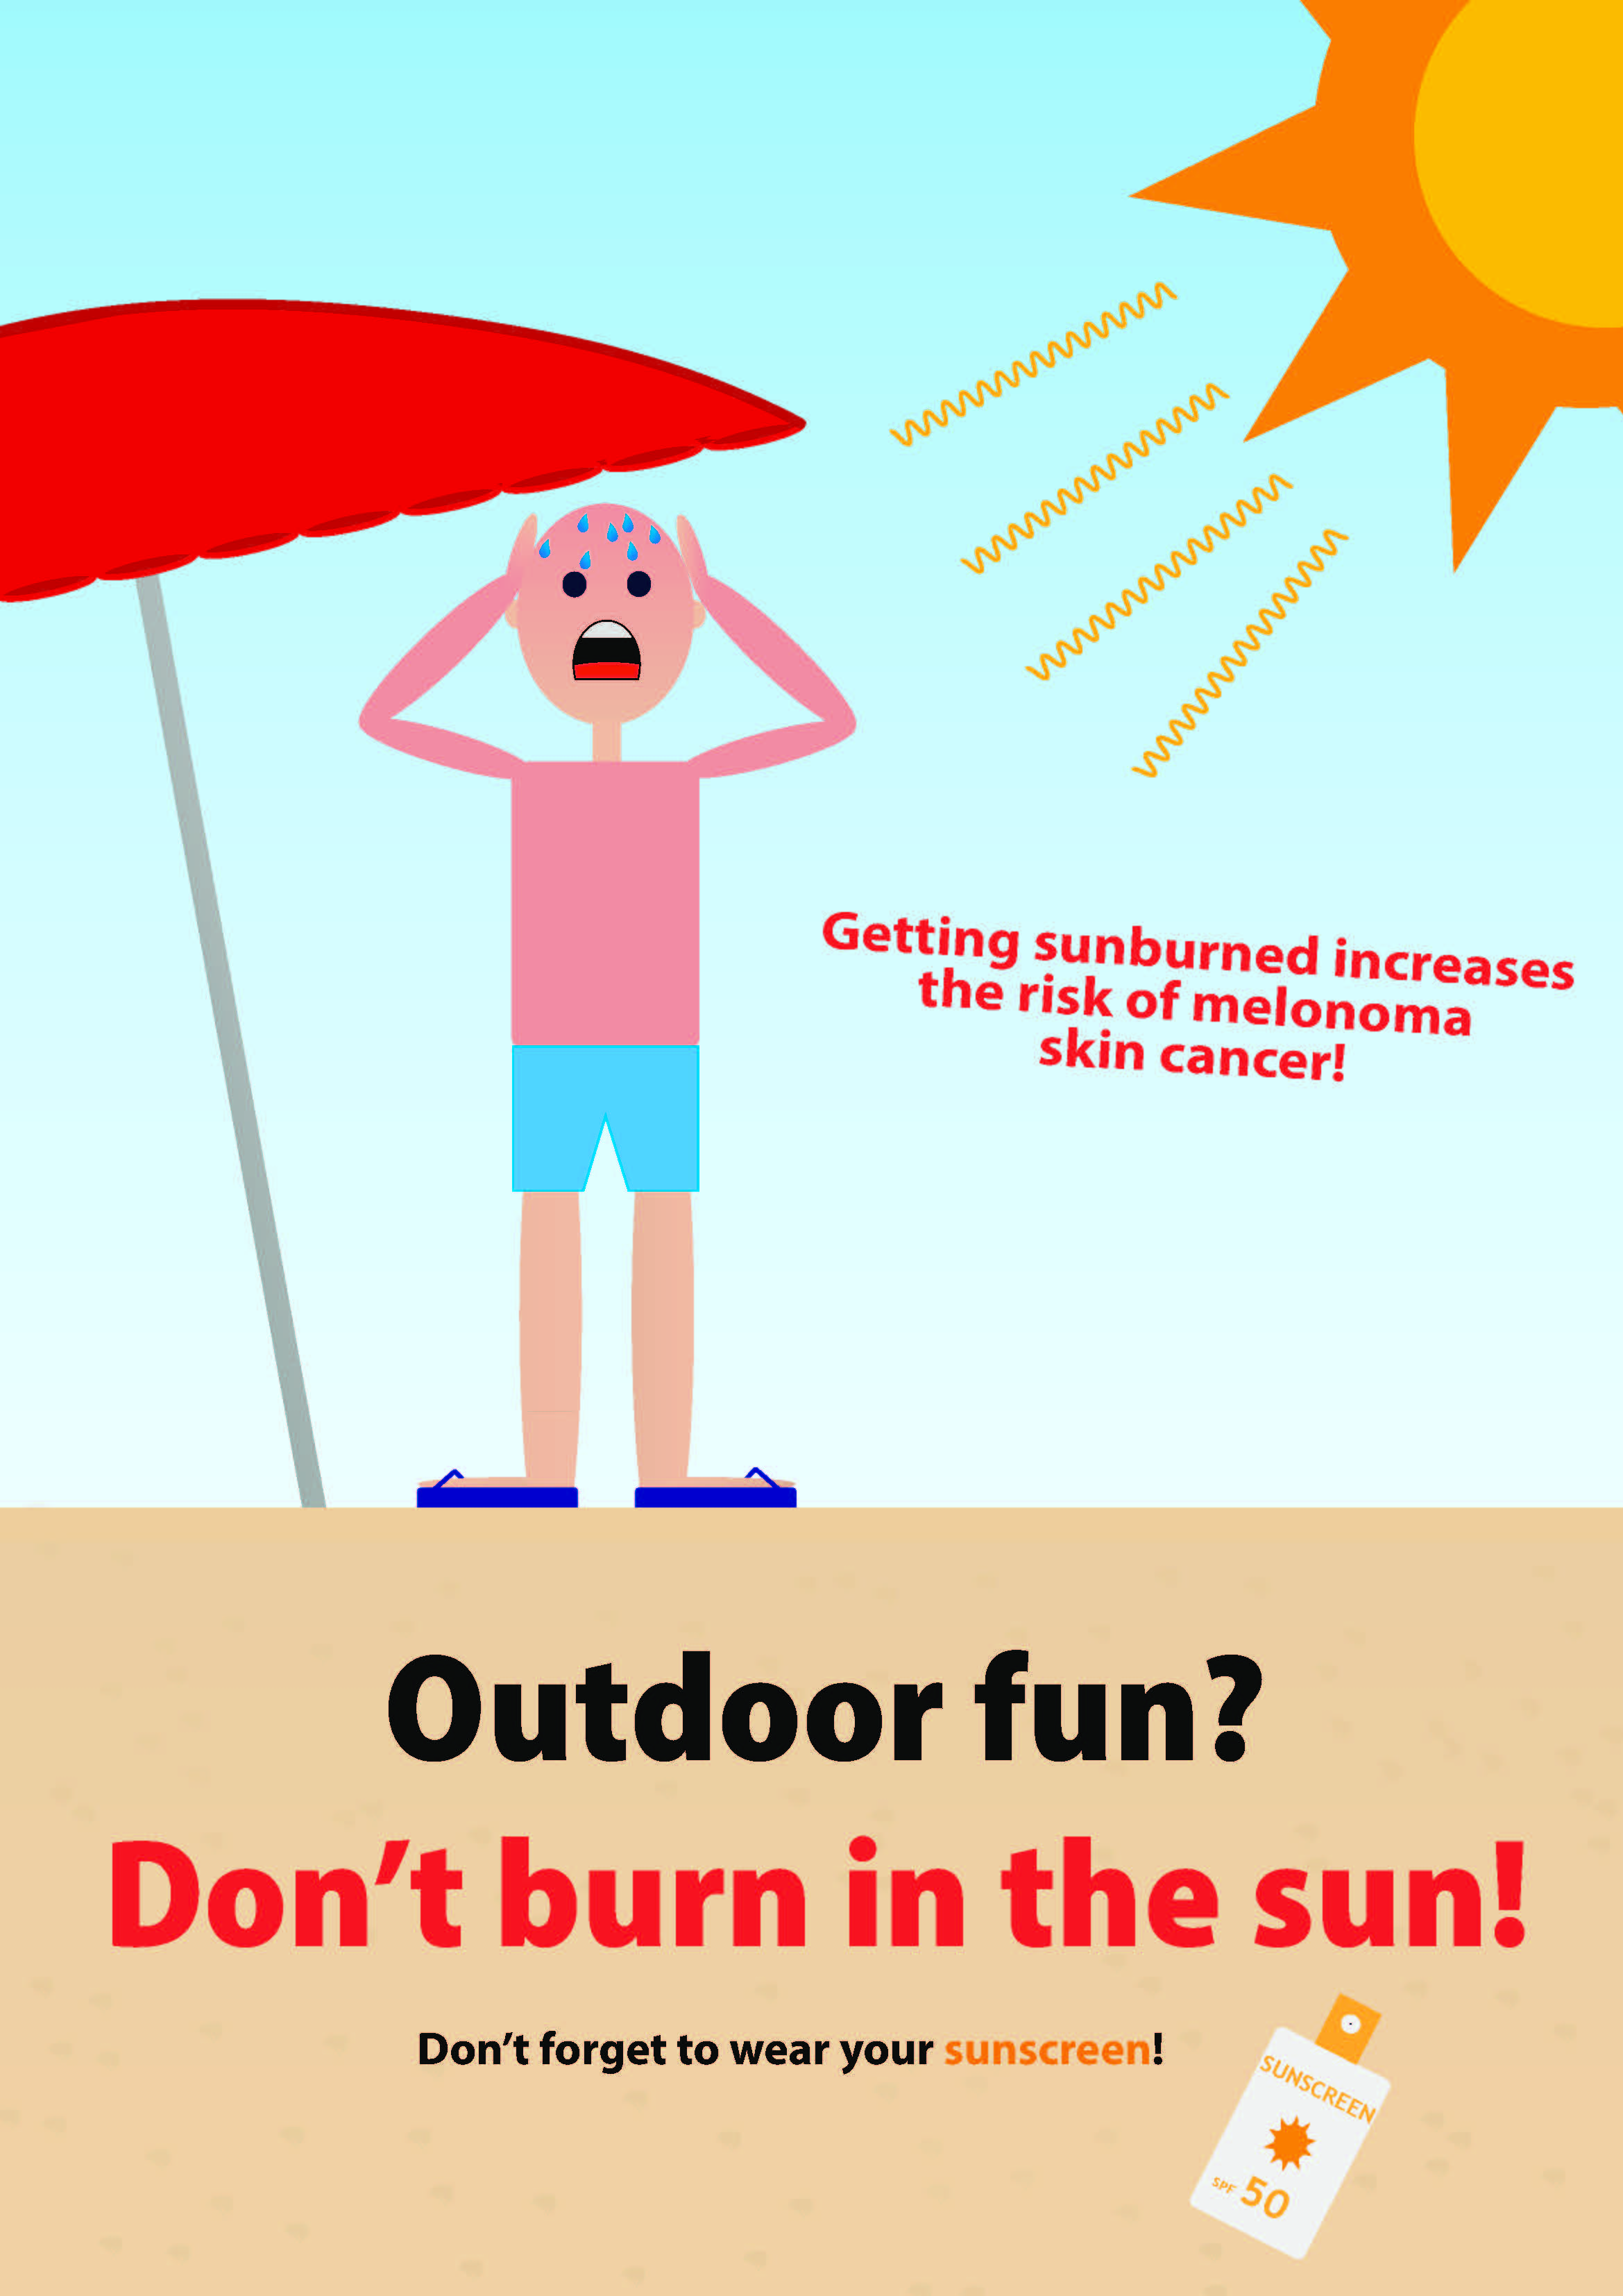 Getting sunburned increases
the risk of melonoma
skin cancer!
Outdoor fun?
Don't burn in the sun!
Don't forget to wear your sunscreen!
SUNSCREEN
SPF 50